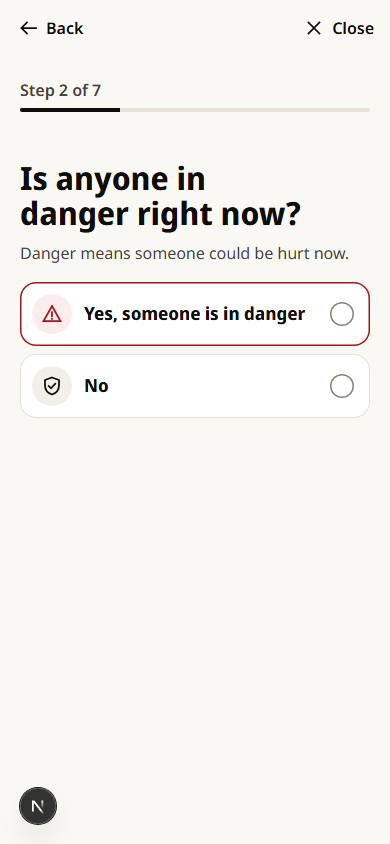 Back
Close
Step 2 of 7
Is anyone in
danger right now?
Danger means someone could be hurt now.
Yes, someone is in danger
No
N